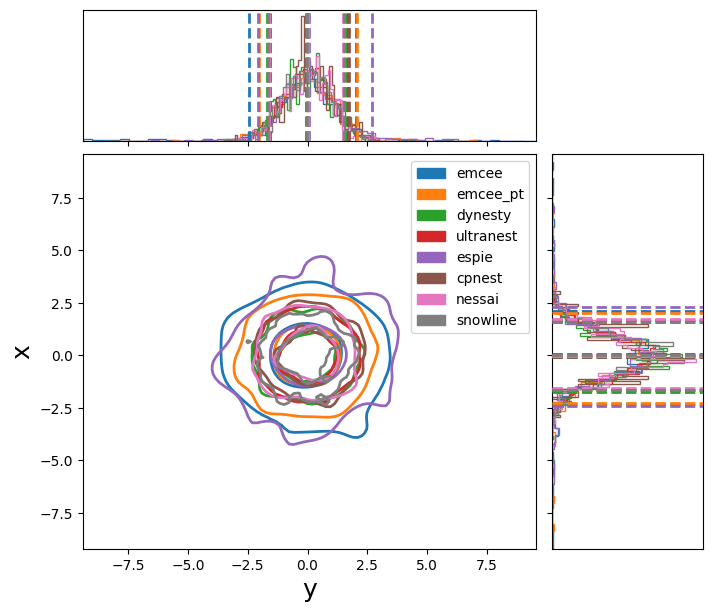 emcee
emcee_pt
dynesty
ultranest
espie
cpnest
nessai
snowline
7.5
5.0
2.5
0.0
−2.5
−5.0
−7.5
x
−7.5 −5.0 −2.5 0.0 2.5 5.0 7.5
y